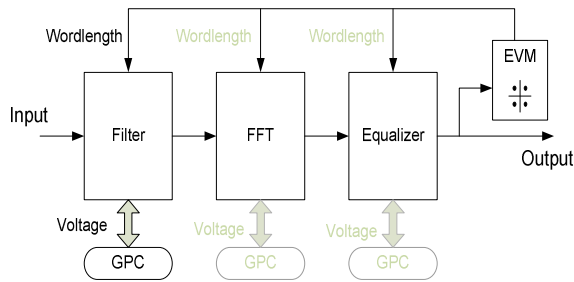 Wordlength
Wordlength
Wordlength
EVM
Input
Filter
FFT
Equalizer
Output
Voltage
Voltage
Voltage
GPC
GPC
GPC